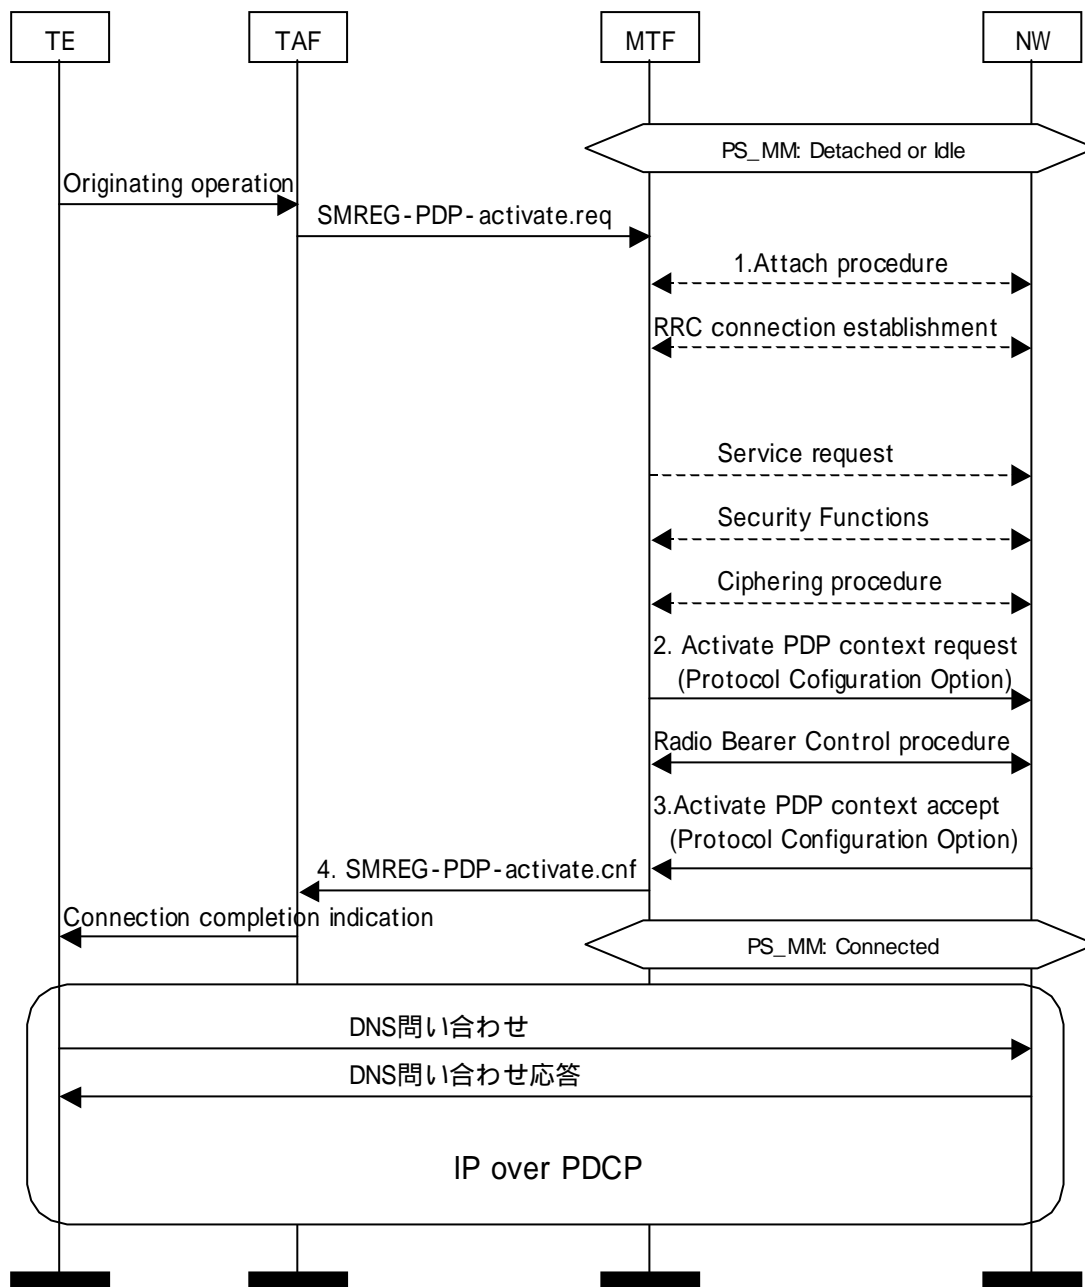 TE TAF MTF NW
PS_MM: Detached or Idle
Originating operation
SMREG-PDP-activate.req
1.Attach procedure
RRC connection establishment
Service request
Security Functions
Ciphering procedure
2. Activate PDP context request
(Protocol Cofiguration Option)
Radio Bearer Control procedure
3.Activate PDP context accept
(Protocol Configuration Option)
4. SMREG-PDP-activate.cnf
Connection completion indication
PS_MM: Connected
DNS問い合わせ
DNS問い合わせ応答
IP over PDCP